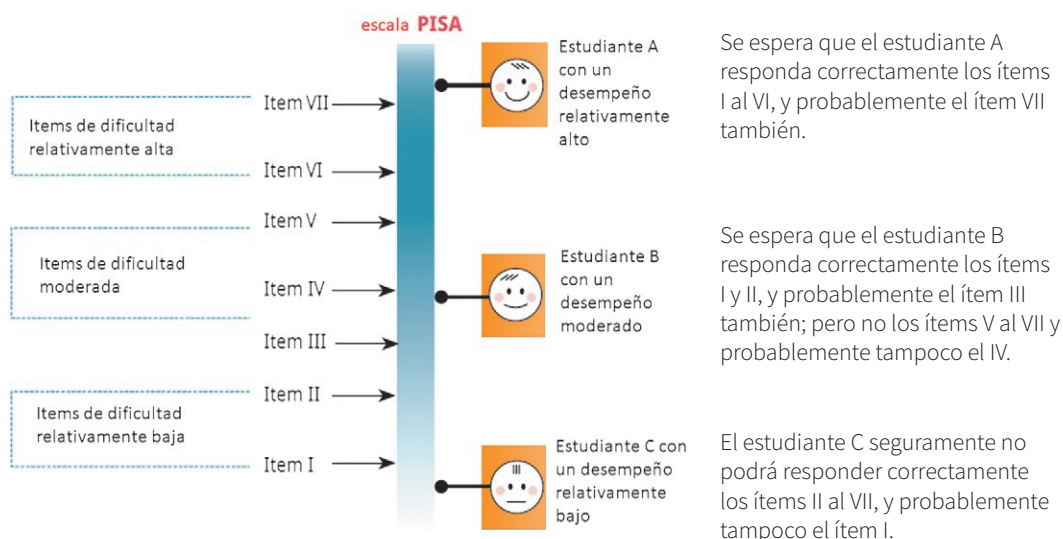 escala PISA
Item VII
Item VI
Item V
Item IV
Item III
Item II
Item I
Items de dificultad
relativamente alta
Items de dificultad
moderada
Items de dificultad
relativamente baja
Estudiante A
con un
desempeño
relativamente
alto
Estudiante B
con un
desempeño
moderado
Estudiante C con
un desempeño
relativamente
bajo
Se espera que el estudiante A
responda correctamente los ítems
I al VI, y probablemente el ítem VII
también.
Se espera que el estudiante B
responda correctamente los ítems
I y II, y probablemente el ítem III
también; pero no los ítems V al VII y
probablemente tampoco el IV.
El estudiante C seguramente no
podrá responder correctamente
los ítems II al VII, y probablemente
tampoco el ítem I.